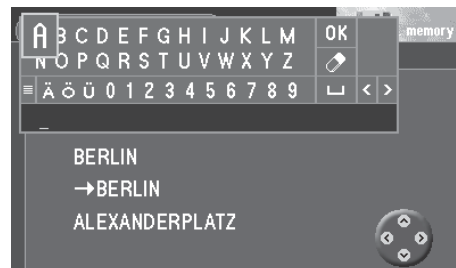 A B C D E F G H I J K L M OK
N O P Q R S T U V W X Y Z
Ä Ö Ü 0 1 2 3 4 5 6 7 8 9 < >
_
memory
BERLIN
→BERLIN
ALEXANDERPLATZ